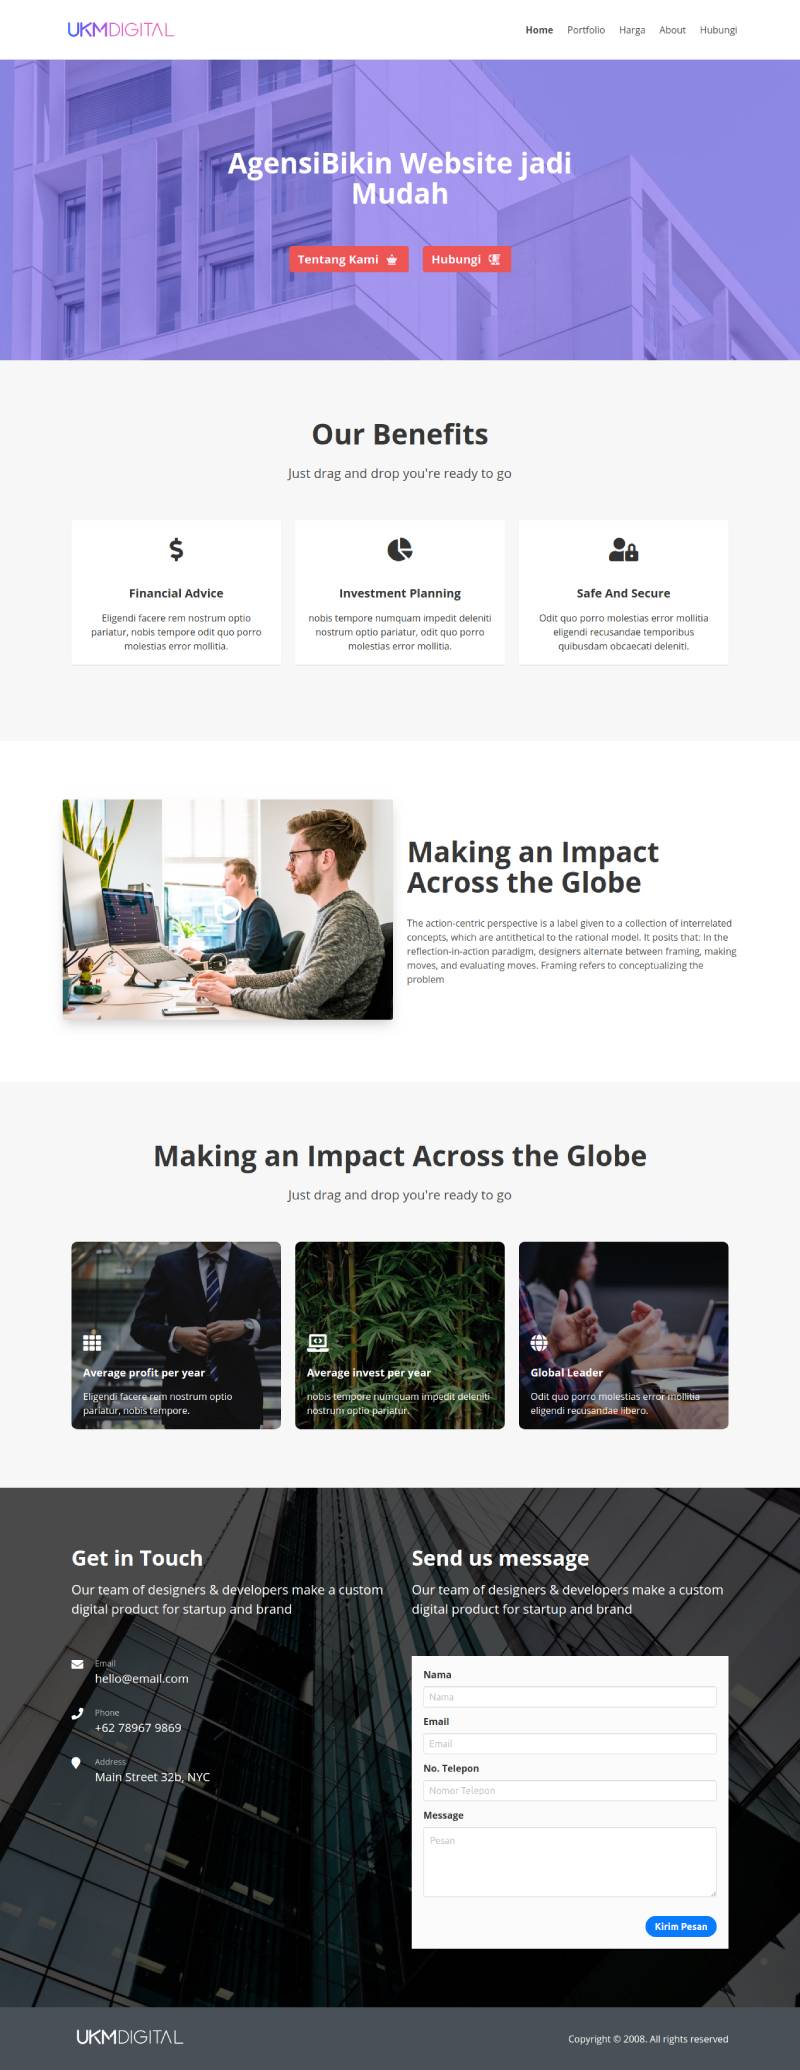 UKMDIGITAL
Home Portfolio Harga About Hubungi
AgensiBikin Website jadi
Mudah
Tentang Kami
Hubungi
Our Benefits
Just drag and drop you're ready to go
Financial Advice
Eligendi facere rem nostrum optio
pariatur, nobis tempore odit quo porro
molestias error mollitia.
Investment Planning
nobis tempore numquam impedit deleniti
nostrum optio pariatur, odit quo porro
molestias error mollitia.
Safe And Secure
Odit quo porro molestias error mollitia
eligendi recusandae temporibus
quibusdam obcaecati deleniti.
Making an Impact
Across the Globe
The action-centric perspective is a label given to a collection of interrelated
concepts, which are antithetical to the rational model. It posits that: In the
reflection-in-action paradigm, designers alternate between framing, making
moves, and evaluating moves. Framing refers to conceptualizing the
problem
Making an Impact Across the Globe
Just drag and drop you're ready to go
Average profit per year
Eligendi facere rem nostrum optio
pariatur, nobis tempore.
Average invest per year
nobis tempore numquam impedit deleniti
nostrum optio pariatur.
Global Leader
Odit quo porro molestias error mollitia
eligendi recusandae libero.
Get in Touch
Our team of designers & developers make a custom
digital product for startup and brand
Email
hello@email.com
Phone
+62 78967 9869
Address
Main Street 32b, NYC
Send us message
Our team of designers & developers make a custom
digital product for startup and brand
Nama
Nama
Email
Email
No. Telepon
Nomor Telepon
Message
Pesan
Kirim Pesan
UKMDIGITAL
Copyright © 2008. All rights reserved